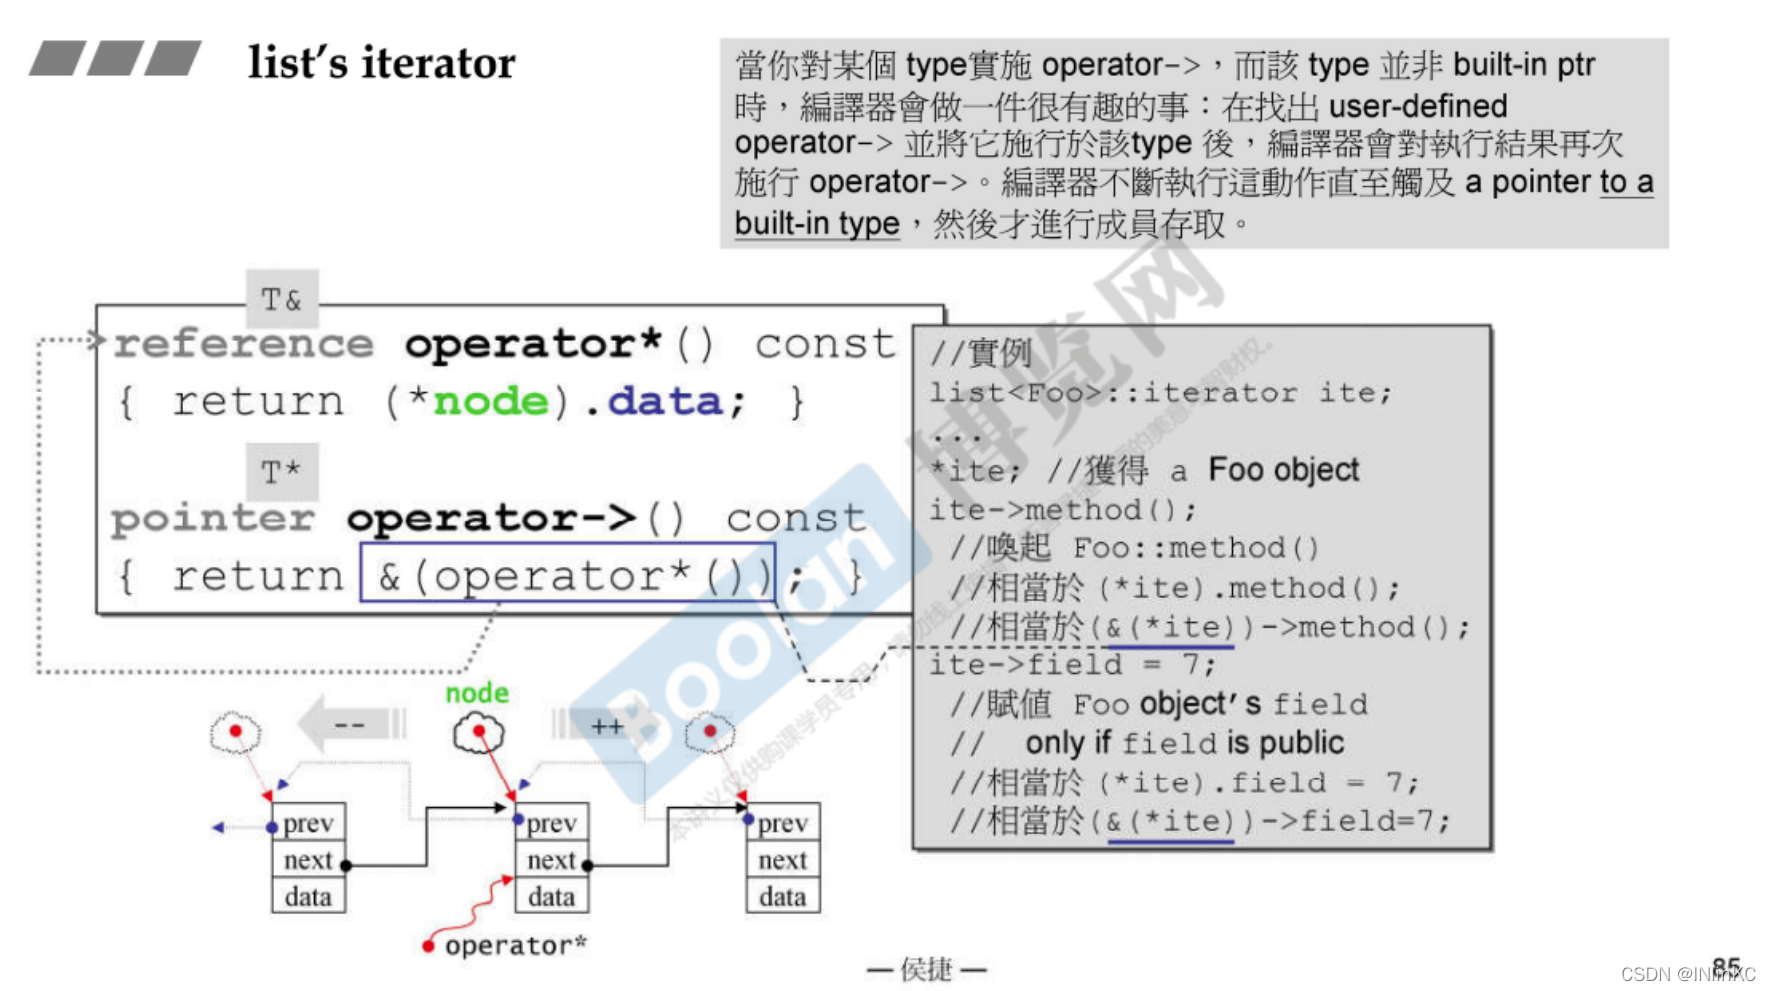 list's iterator
當你對某個 type實施 operator->，而該 type 並非 built-in ptr
時，編譯器會做一件很有趣的事：在找出 user-defined
operator-> 並將它施行於該type 後，編譯器會對執行結果再次
施行 operator->。編譯器不斷執行這動作直至觸及 a pointer to a
built-in type，然後才進行成員存取。
T&
reference operator*() const
{ return (*node).data; }
T*
pointer operator->() const
{ return &(operator*()); }
//實例
list<Foo>::iterator ite;
...
*ite; //獲得 a Foo object
ite->method();
//喚起 Foo::method()
//相當於 (*ite).method();
//相當於(&(*ite))->method();
ite->field = 7;
//賦值 Foo object's field
// only if field is public
//相當於 (*ite).field = 7;
//相當於(&(*ite))->field=7;
node
--
++
prev
next
data
prev
next
data
prev
next
data
operator*
Boolan
博览网
— 侯捷 —
85
CSDN @INlinKC